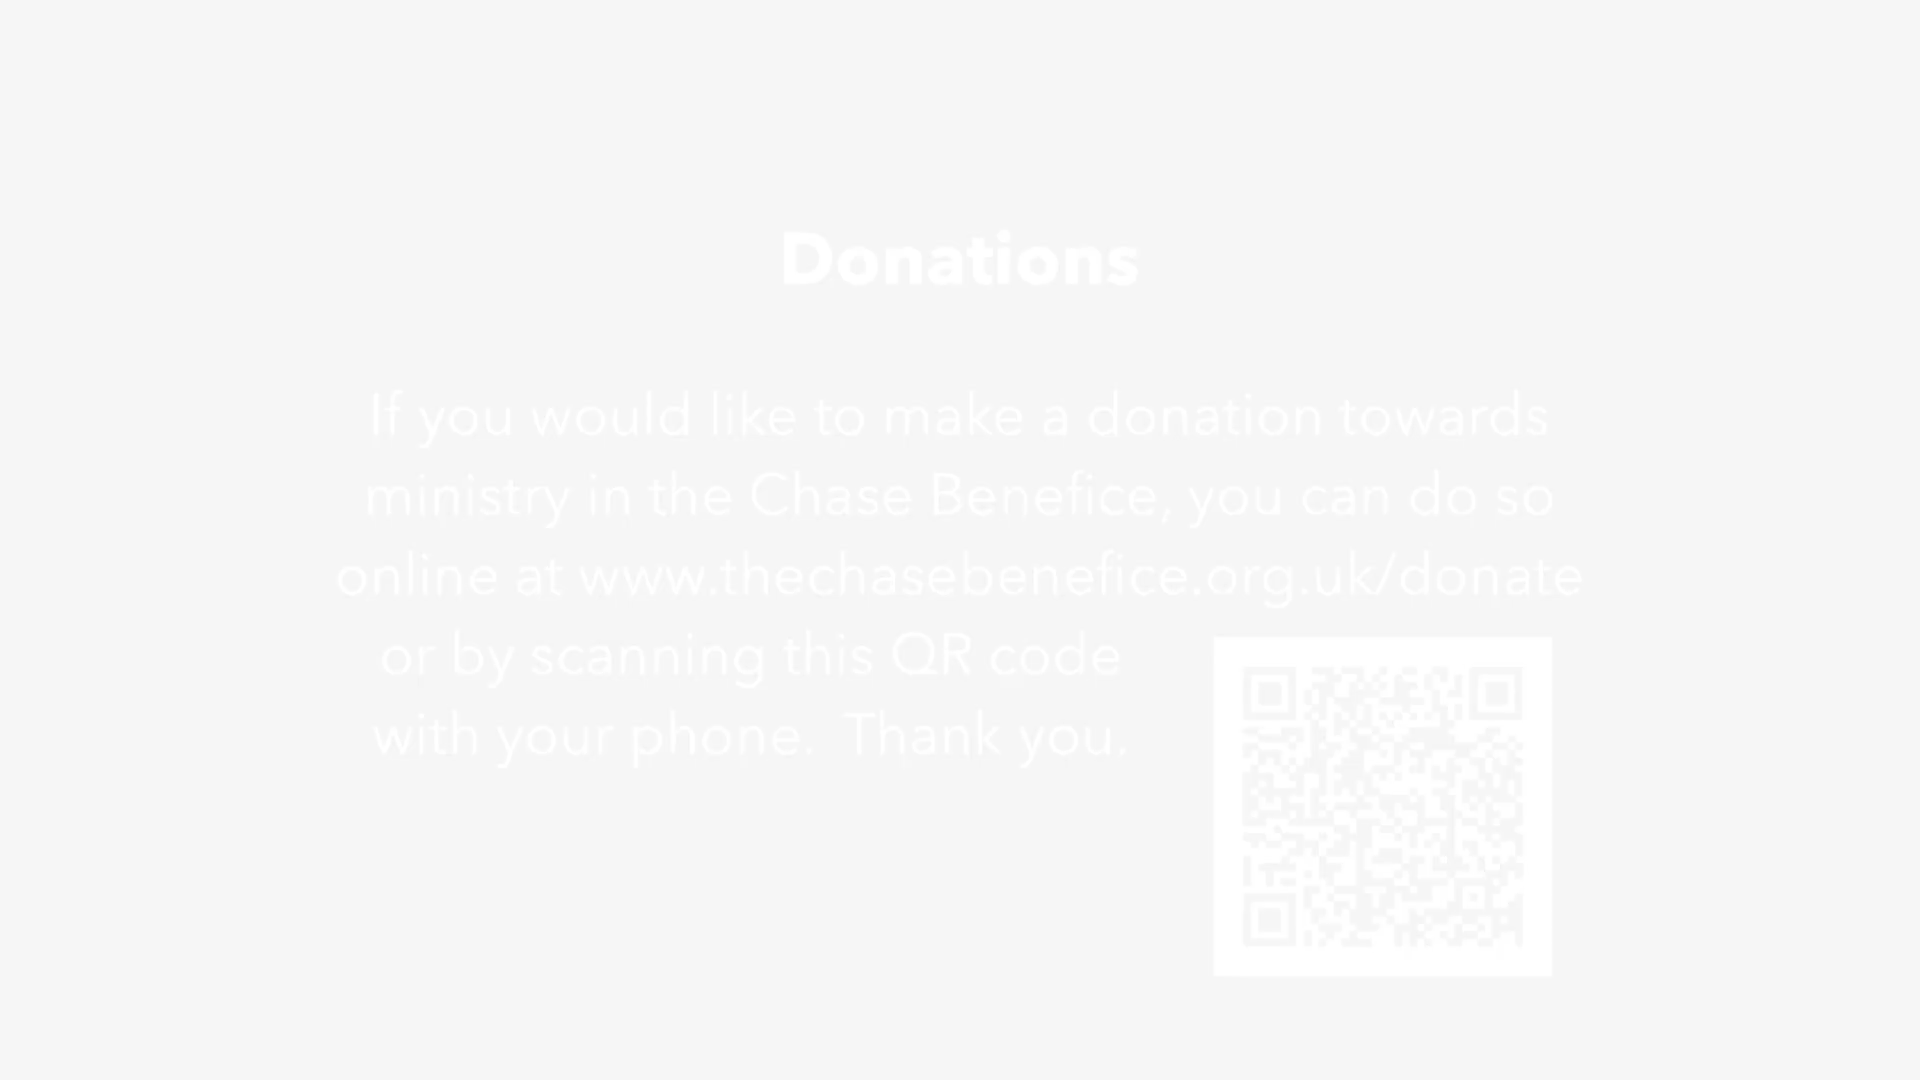 Donations
If you would like to make a donation towards
ministry in the Chase Benefice, you can do so
online at www.thechasebenefice.org.uk/donate
or by scanning this QR code
with your phone.  Thank you.